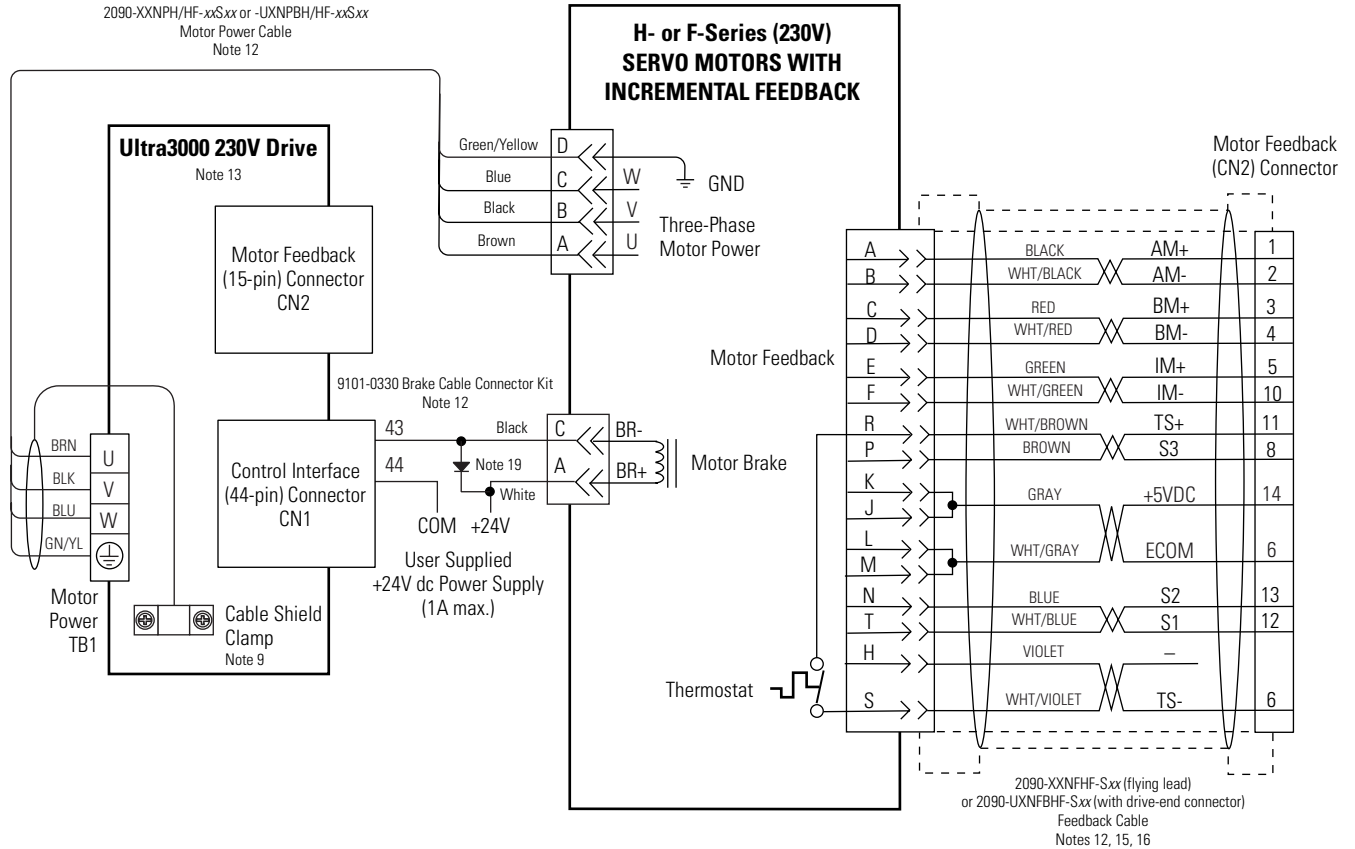 2090-XXNPH/HF-xxSxx or -UXNPBH/HF-xxSxx
Motor Power Cable
Note 12
H- or F-Series (230V)
SERVO MOTORS WITH
INCREMENTAL FEEDBACK
Ultra3000 230V Drive
Note 13
Motor Feedback
(15-pin) Connector
CN2
Control Interface
(44-pin) Connector
CN1
BRN
U
BLK
V
BLU
W
GN/YL
Motor
Power
TB1
Cable Shield
Clamp
Note 9
Green/Yellow
D
GND
Blue
C
W
Black
B
V
Brown
A
U
Three-Phase
Motor Power
9101-0330 Brake Cable Connector Kit
Note 12
43
Black
C
BR-
44
Note 19
White
A
BR+
Motor Brake
COM
+24V
User Supplied
+24V dc Power Supply
(1A max.)
Motor Feedback
Thermostat
Motor Feedback
(CN2) Connector
A BLACK AM+ 1
B WHT/BLACK AM- 2
C RED BM+ 3
D WHT/RED BM- 4
E GREEN IM+ 5
F WHT/GREEN IM- 10
R WHT/BROWN TS+ 11
P BROWN S3 8
K
GRAY +5VDC 14
J
L
WHT/GRAY ECOM 6
M
N BLUE S2 13
T WHT/BLUE S1 12
H VIOLET –
S WHT/VIOLET TS- 6
2090-XXNFHF-Sxx (flying lead)
or 2090-UXNFBHF-Sxx (with drive-end connector)
Feedback Cable
Notes 12, 15, 16